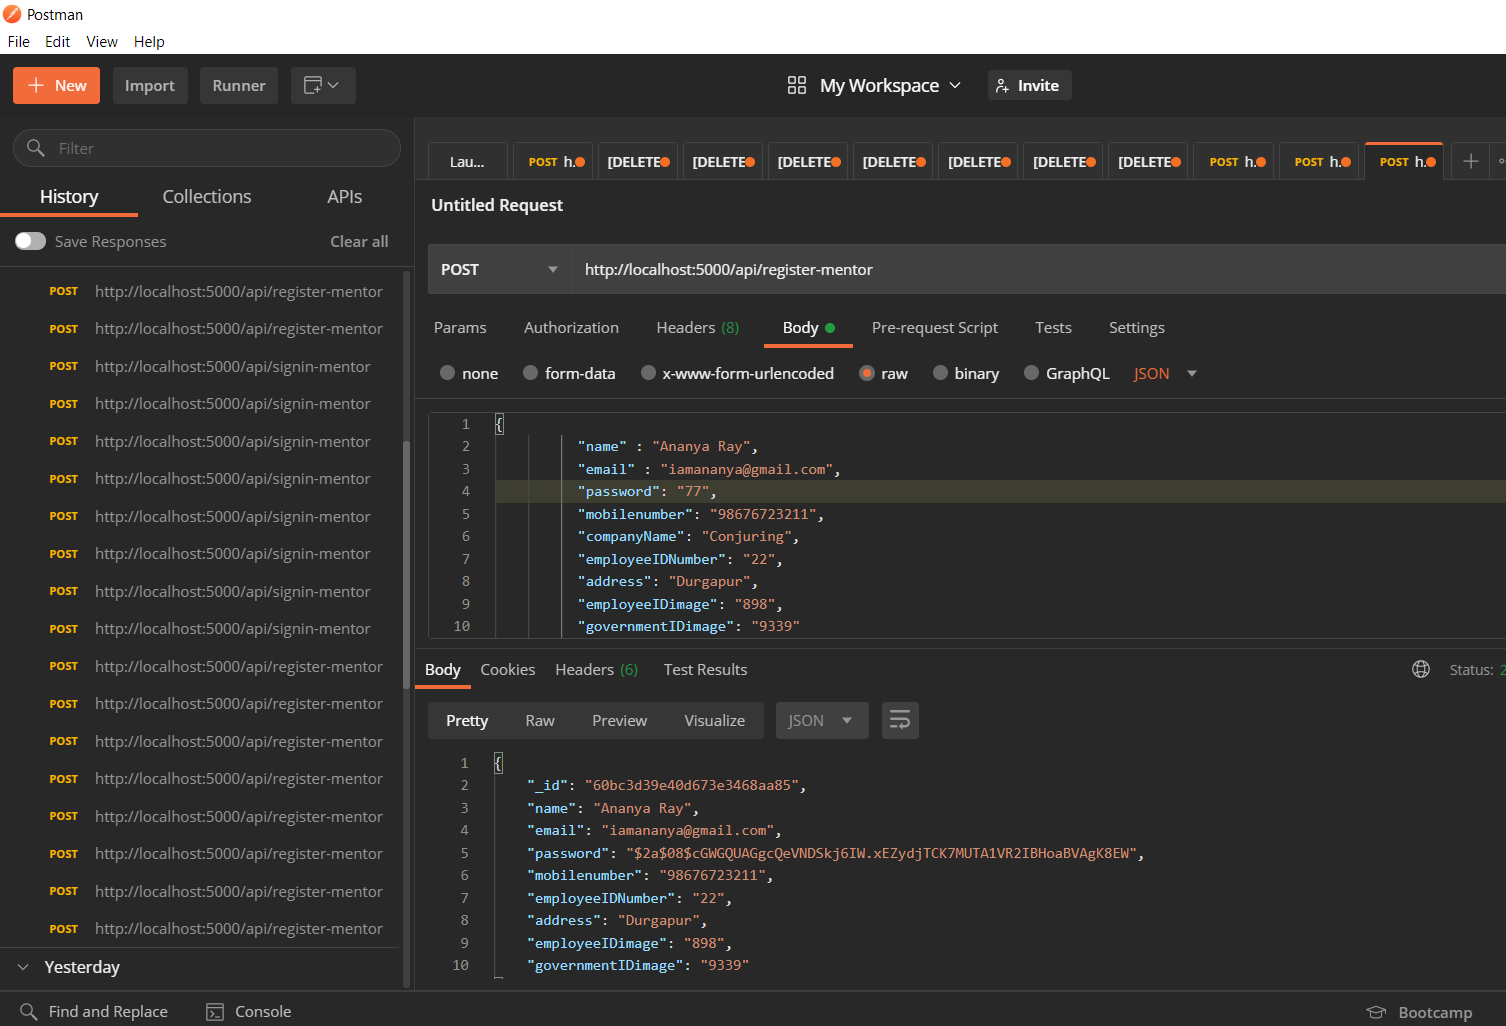 Postman
File Edit View Help
New Import Runner My Workspace Invite
Filter
History Collections APIs
Save Responses Clear all
POST http://localhost:5000/api/register-mentor
POST http://localhost:5000/api/register-mentor
POST http://localhost:5000/api/signin-mentor
POST http://localhost:5000/api/signin-mentor
POST http://localhost:5000/api/signin-mentor
POST http://localhost:5000/api/signin-mentor
POST http://localhost:5000/api/signin-mentor
POST http://localhost:5000/api/signin-mentor
POST http://localhost:5000/api/signin-mentor
POST http://localhost:5000/api/signin-mentor
POST http://localhost:5000/api/register-mentor
POST http://localhost:5000/api/register-mentor
POST http://localhost:5000/api/register-mentor
POST http://localhost:5000/api/register-mentor
POST http://localhost:5000/api/register-mentor
POST http://localhost:5000/api/register-mentor
POST http://localhost:5000/api/register-mentor
POST http://localhost:5000/api/register-mentor
Yesterday
Lau... POST h. [DELETE [DELETE [DELETE [DELETE [DELETE [DELETE [DELETE POST h. POST h. POST h.
Untitled Request
POST http://localhost:5000/api/register-mentor
Params Authorization Headers (8) Body Pre-request Script Tests Settings
none form-data x-www-form-urlencoded raw binary GraphQL JSON
1 {
2 "name" : "Ananya Ray",
3 "email" : "iamananya@gmail.com",
4 "password": "77",
5 "mobilenumber": "98676723211",
6 "companyName": "Conjuring",
7 "employeeIDNumber": "22",
8 "address": "Durgapur",
9 "employeeIDimage": "898",
10 "governmentIDimage": "9339"
Body Cookies Headers (6) Test Results Status: 2
Pretty Raw Preview Visualize JSON
1 {
2 "_id": "60bc3d39e40d673e3468aa85",
3 "name": "Ananya Ray",
4 "email": "iamananya@gmail.com",
5 "password": "$2a$08$cGWGQUAGgcQeVNDSkj6IW.xEZydjTCK7MUTA1VR2IBHoaBVAgK8EW",
6 "mobilenumber": "98676723211",
7 "employeeIDNumber": "22",
8 "address": "Durgapur",
9 "employeeIDimage": "898",
10 "governmentIDimage": "9339"
Find and Replace Console Bootcamp